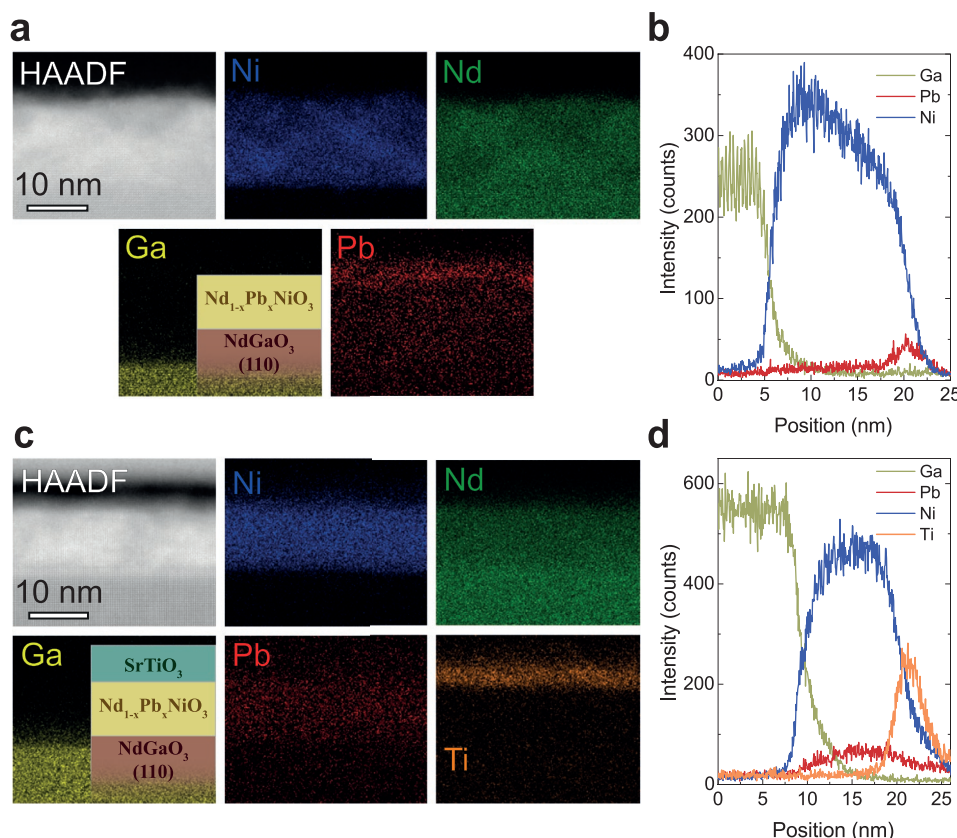 a
HAADF
10 nm
Ni
Nd
Ga
Nd1-xPbxNiO3
NdGaO3
(110)
Pb
b
400
300
200
100
0
Intensity (counts)
Ga
Pb
Ni
0 5 10 15 20 25
Position (nm)
c
HAADF
10 nm
Ni
Nd
Ga
SrTiO3
Nd1-xPbxNiO3
NdGaO3
(110)
Pb
Ti
d
600
400
200
0
Intensity (counts)
Ga
Pb
Ni
Ti
0 5 10 15 20 25
Position (nm)